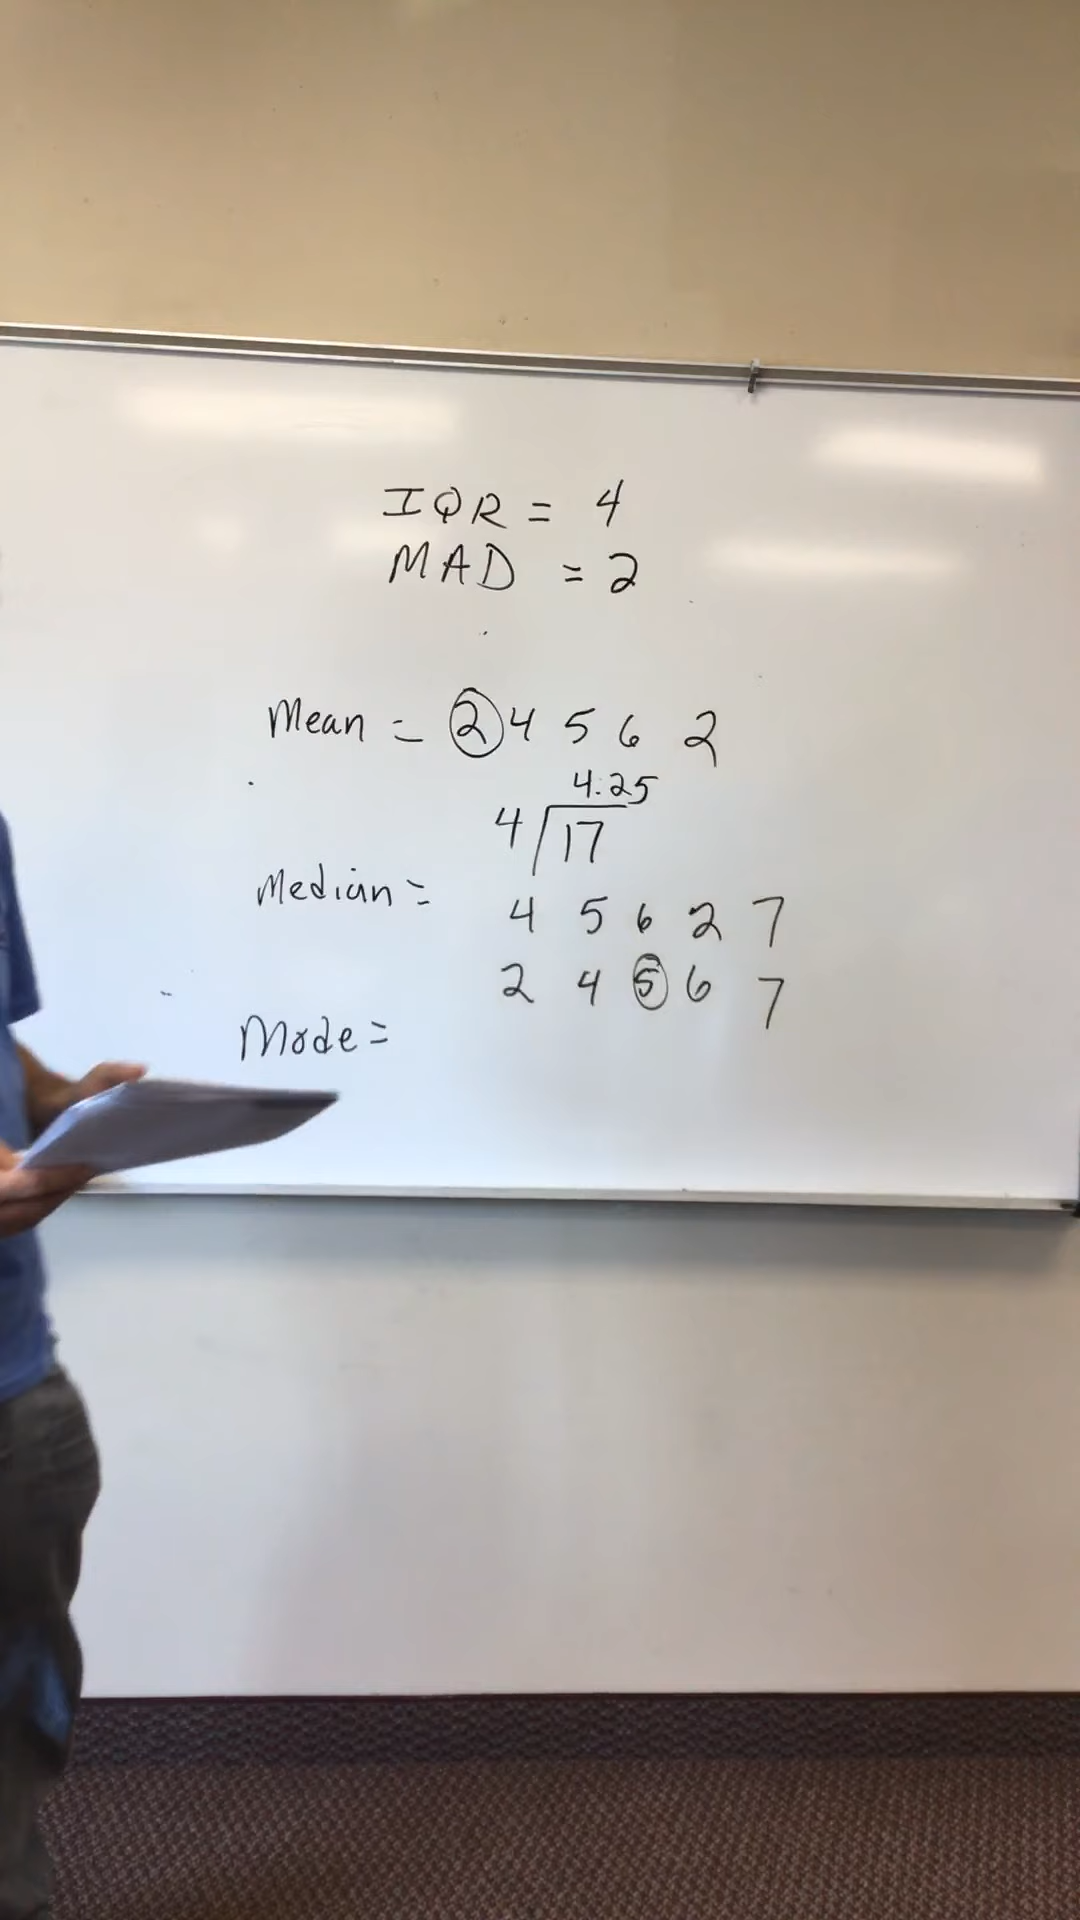 IQR = 4
MAD = 2
Mean = 2 4 5 6 2
4.25
4 17
Median =
4 5 6 2 7
2 4 5 6 7
Mode =